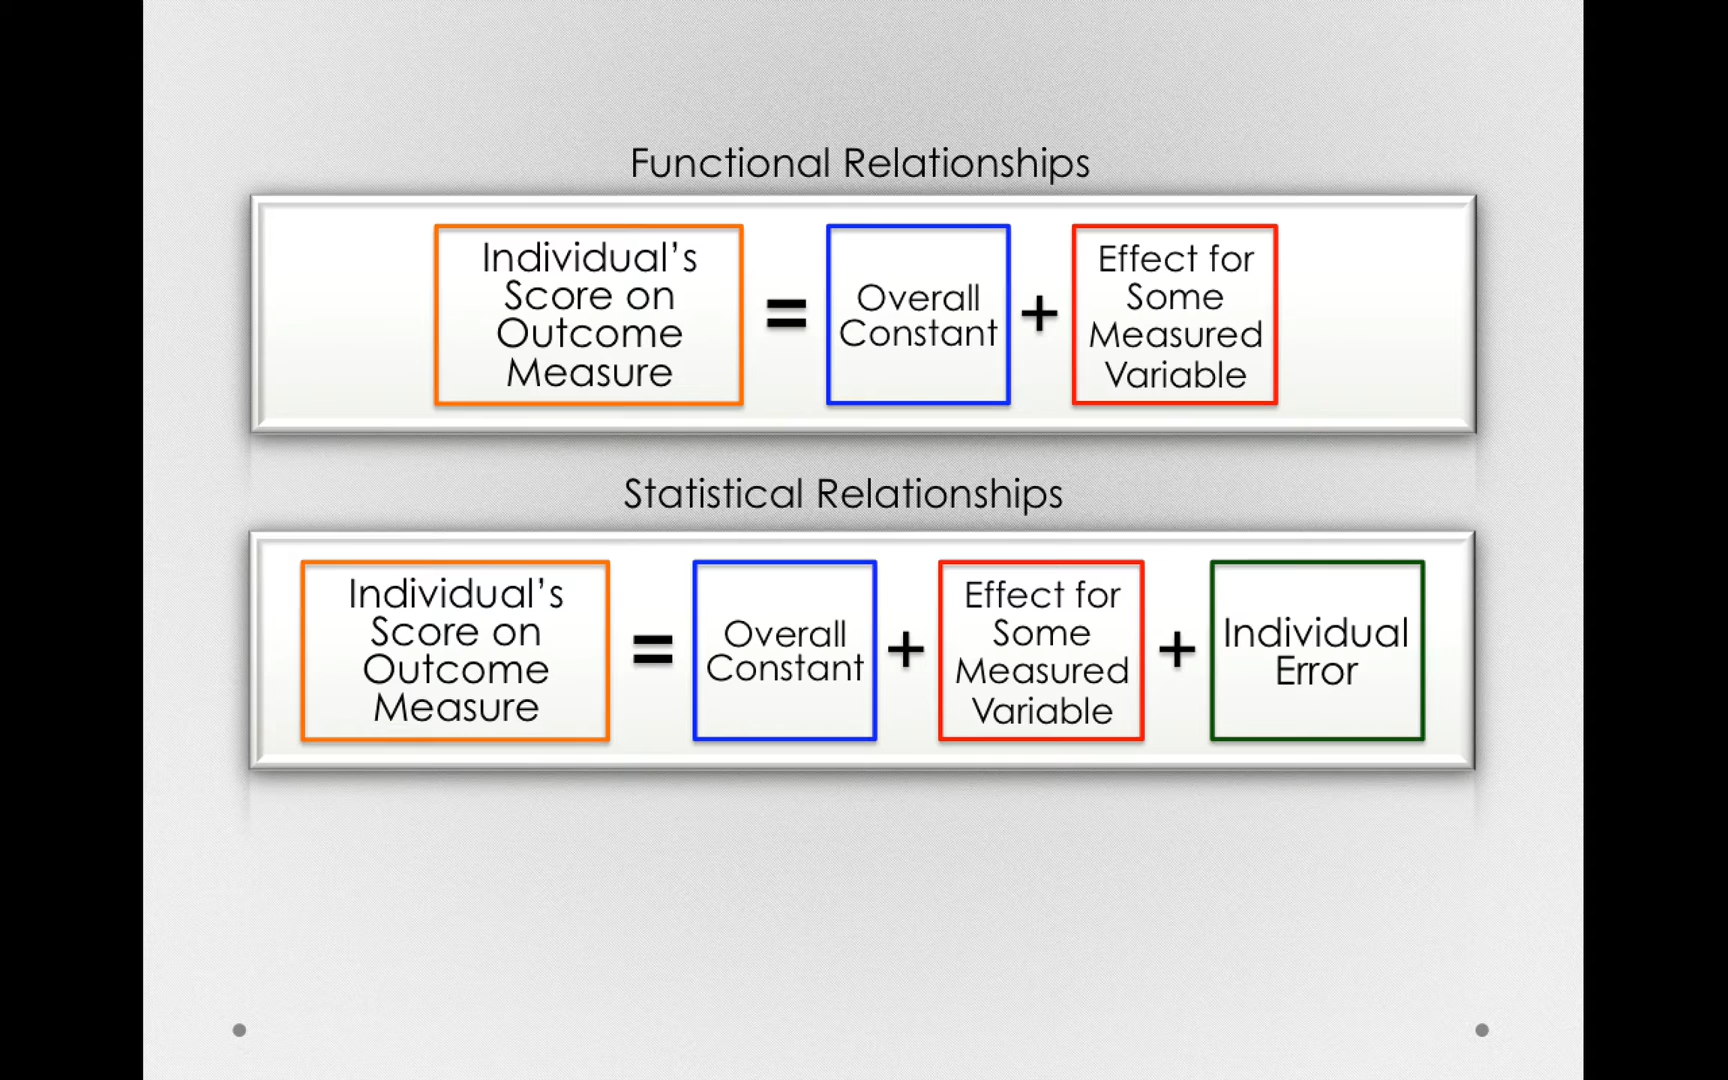 Functional Relationships
Individual’s
Score on
Outcome
Measure
=
Overall
Constant
+
Effect for
Some
Measured
Variable
Statistical Relationships
Individual’s
Score on
Outcome
Measure
=
Overall
Constant
+
Effect for
Some
Measured
Variable
+
Individual
Error